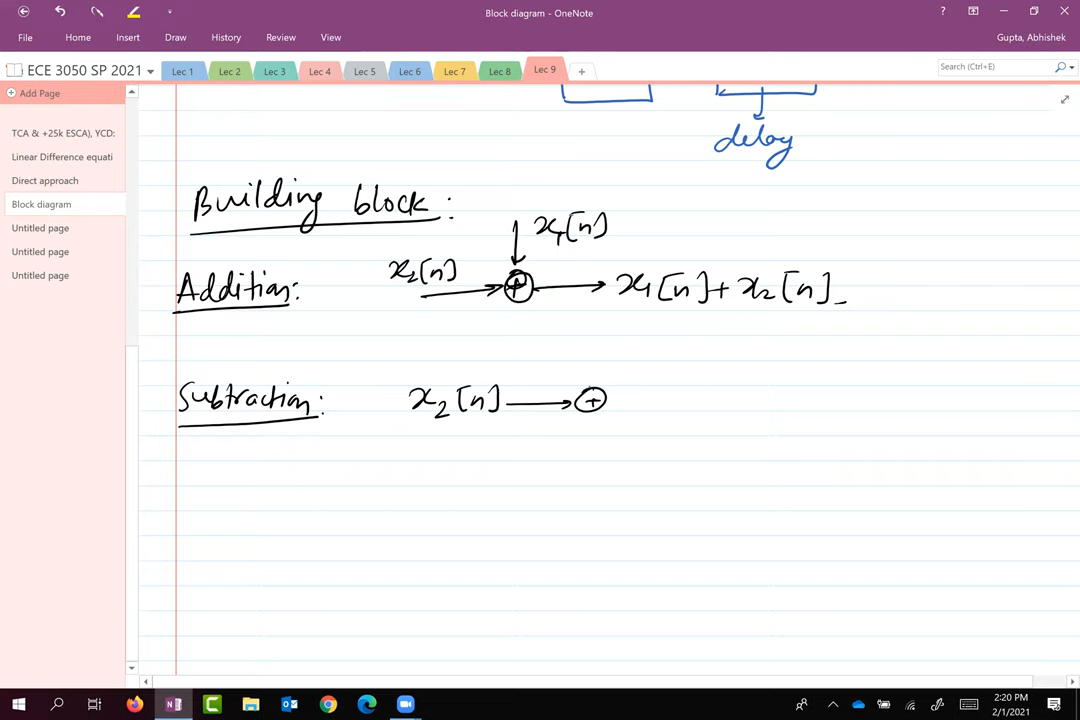 Block diagram - OneNote
File Home Insert Draw History Review View
Gupta, Abhishek
ECE 3050 SP 2021
Lec 1 Lec 2 Lec 3 Lec 4 Lec 5 Lec 6 Lec 7 Lec 8 Lec 9
Search (Ctrl+E)
Add Page
TCA & +25k ESCA), YCD:
Linear Difference equati
Direct approach
Block diagram
Untitled page
Untitled page
Untitled page
delay
Building block:
x1[n]
x2[n]
Addition: + x1[n]+x2[n]
Subtraction: x2[n] +
2:20 PM
2/1/2021